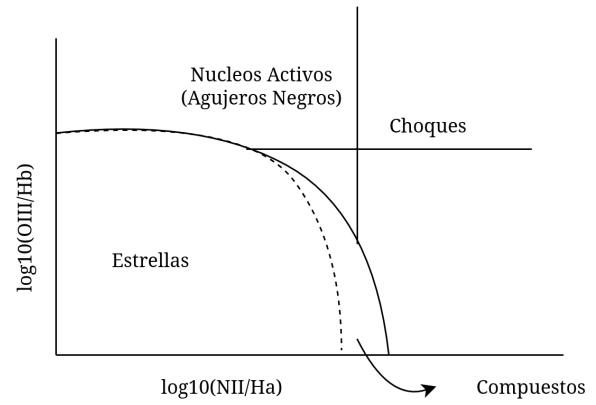 Nucleos Activos
(Agujeros Negros)
Choques
log10(OIII/Hb)
Estrellas
log10(NII/Ha)
Compuestos